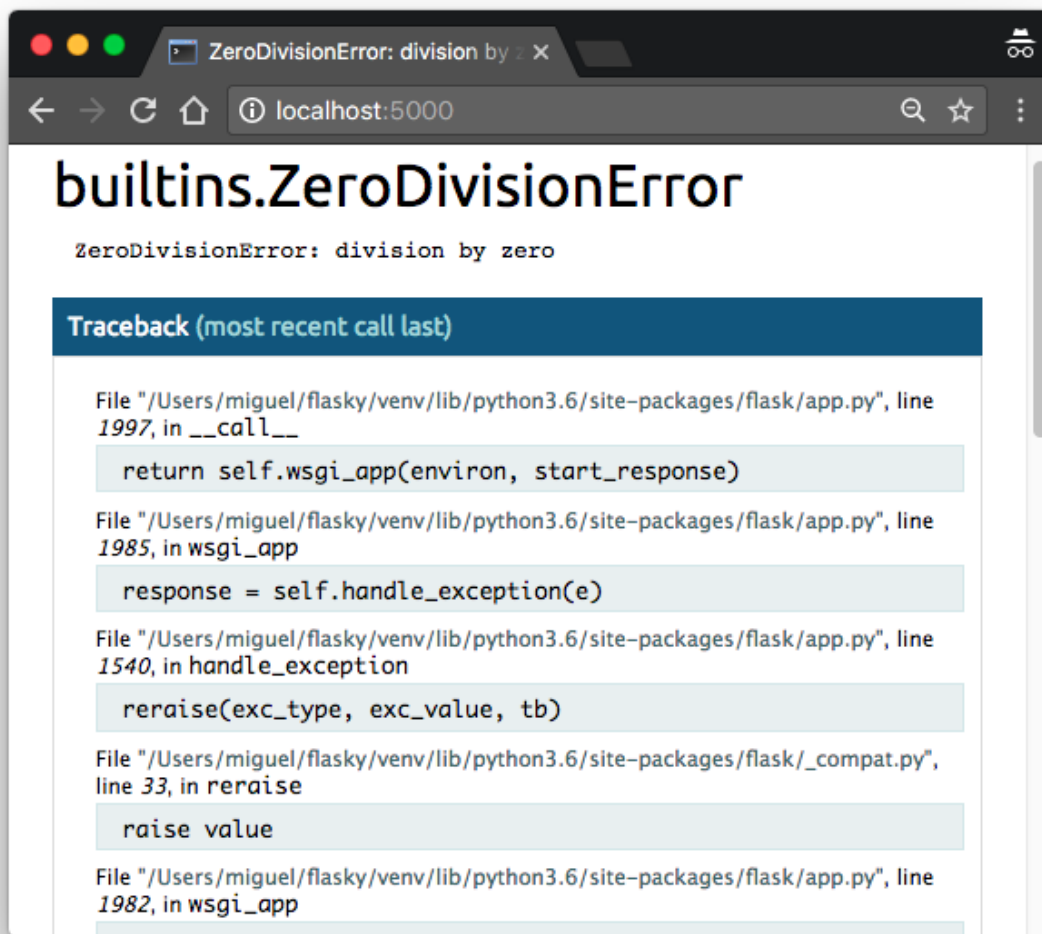 ZeroDivisionError: division by z
localhost:5000
builtins.ZeroDivisionError
ZeroDivisionError: division by zero
Traceback (most recent call last)
File "/Users/miguel/flasky/venv/lib/python3.6/site-packages/flask/app.py", line
1997, in __call__
return self.wsgi_app(environ, start_response)
File "/Users/miguel/flasky/venv/lib/python3.6/site-packages/flask/app.py", line
1985, in wsgi_app
response = self.handle_exception(e)
File "/Users/miguel/flasky/venv/lib/python3.6/site-packages/flask/app.py", line
1540, in handle_exception
reraise(exc_type, exc_value, tb)
File "/Users/miguel/flasky/venv/lib/python3.6/site-packages/flask/_compat.py",
line 33, in reraise
raise value
File "/Users/miguel/flasky/venv/lib/python3.6/site-packages/flask/app.py", line
1982, in wsgi_app